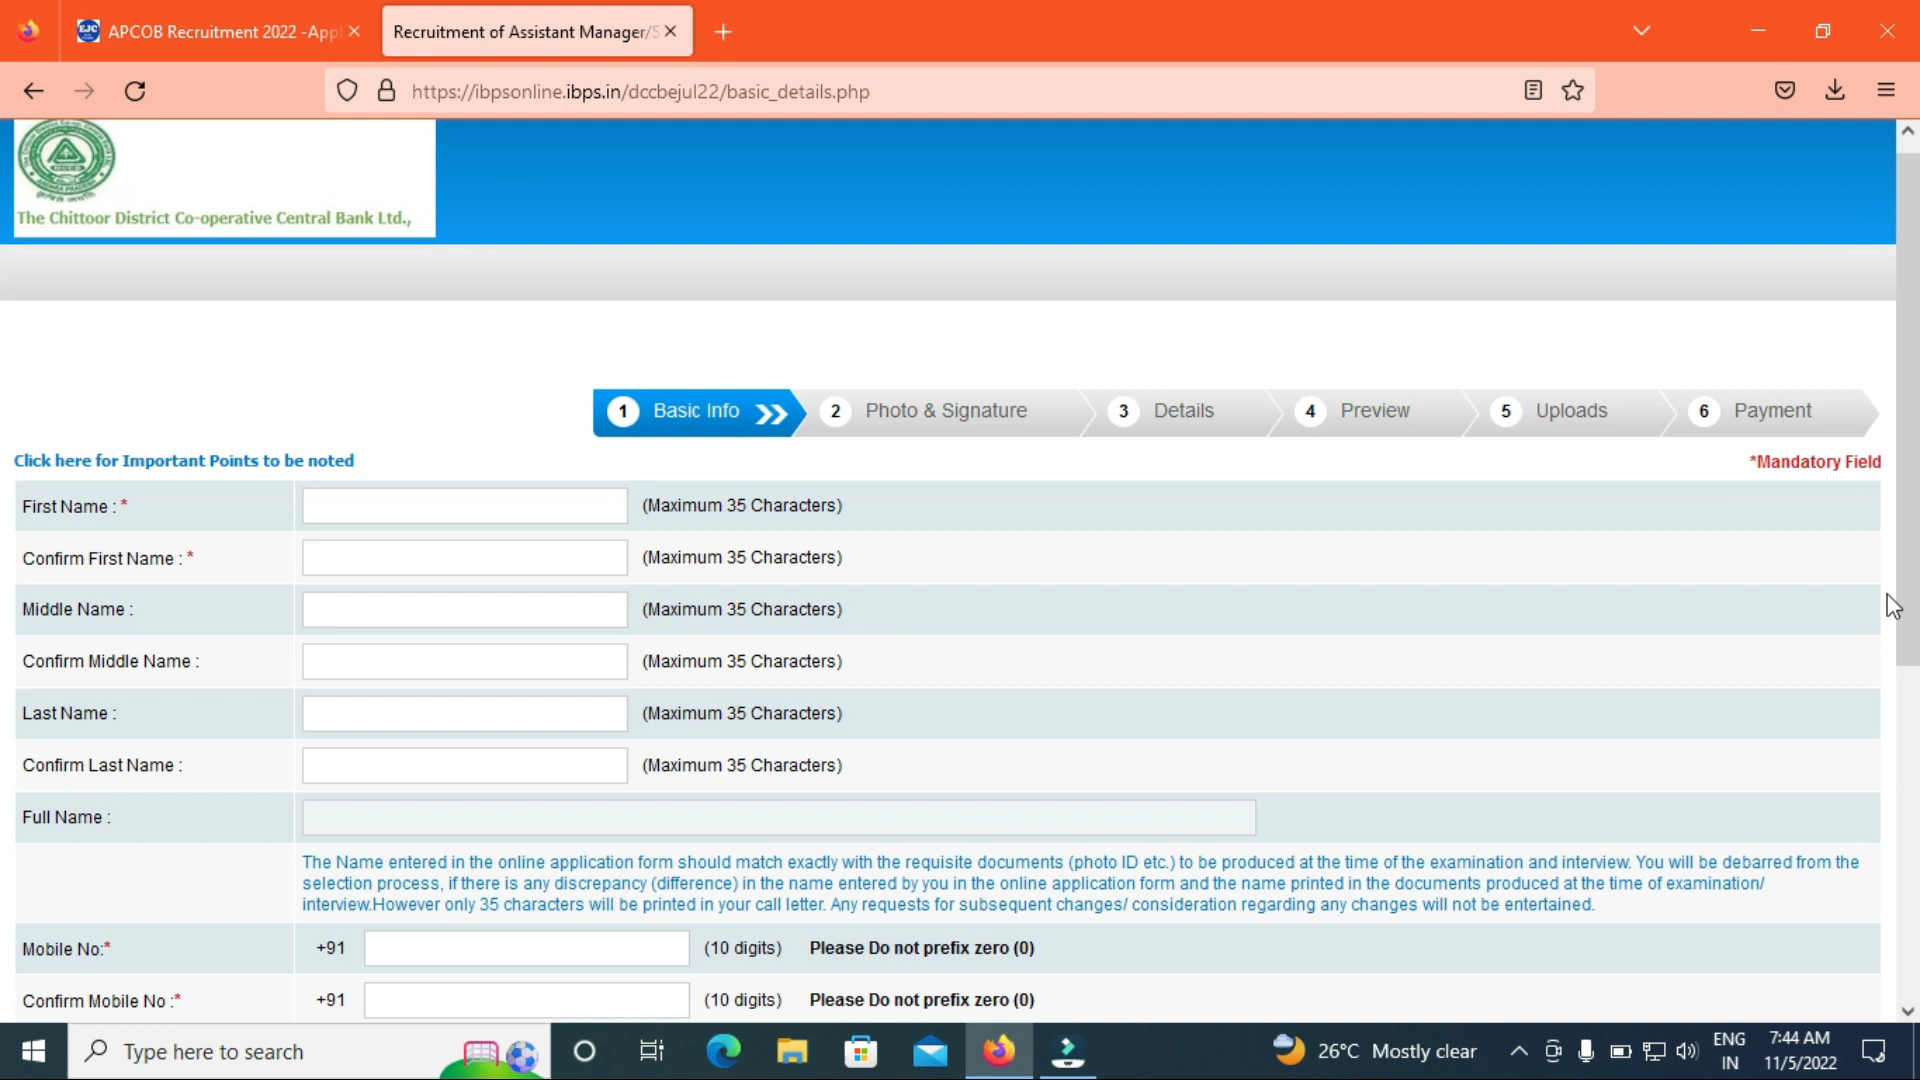 EJC
APCOB Recruitment 2022 -Appl
Recruitment of Assistant Manager/S
https://ibpsonline.ibps.in/dccbejul22/basic_details.php
The Chittoor District Co-operative Central Bank Ltd.,
1 Basic Info
2 Photo & Signature
3 Details
4 Preview
5 Uploads
6 Payment
Click here for Important Points to be noted
*Mandatory Field
First Name : * (Maximum 35 Characters)
Confirm First Name : * (Maximum 35 Characters)
Middle Name : (Maximum 35 Characters)
Confirm Middle Name : (Maximum 35 Characters)
Last Name : (Maximum 35 Characters)
Confirm Last Name : (Maximum 35 Characters)
Full Name :
The Name entered in the online application form should match exactly with the requisite documents (photo ID etc.) to be produced at the time of the examination and interview. You will be debarred from the
selection process, if there is any discrepancy (difference) in the name entered by you in the online application form and the name printed in the documents produced at the time of examination/
interview.However only 35 characters will be printed in your call letter. Any requests for subsequent changes/ consideration regarding any changes will not be entertained.
Mobile No:* +91 (10 digits) Please Do not prefix zero (0)
Confirm Mobile No :* +91 (10 digits) Please Do not prefix zero (0)
Type here to search
26°C Mostly clear
ENG
IN
7:44 AM
11/5/2022